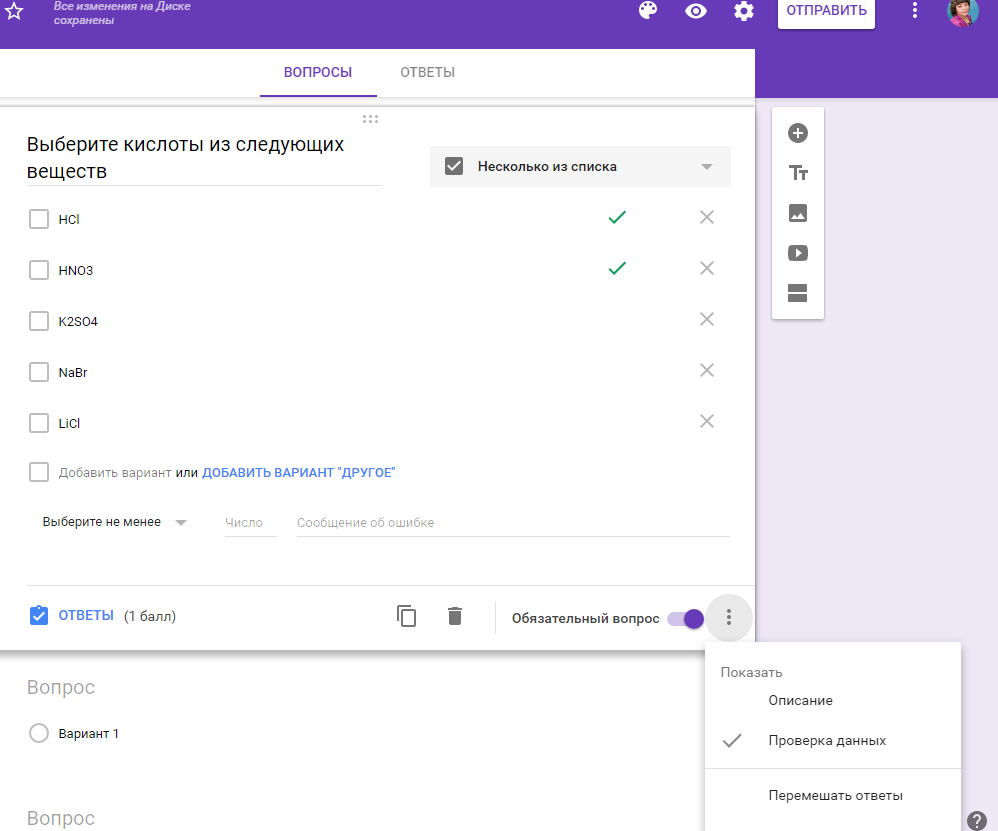 Все изменения на Диске
сохранены
ОТПРАВИТЬ
ВОПРОСЫ
ОТВЕТЫ
Выберите кислоты из следующих
веществ
Несколько из списка
Tт
HCl
HNO3
K2SO4
NaBr
LiCl
Добавить вариант или ДОБАВИТЬ ВАРИАНТ "ДРУГОЕ"
Выберите не менее
Число
Сообщение об ошибке
ОТВЕТЫ (1 балл)
Обязательный вопрос
Показать
Описание
Проверка данных
Перемешать ответы
Вопрос
Вариант 1
Вопрос
?